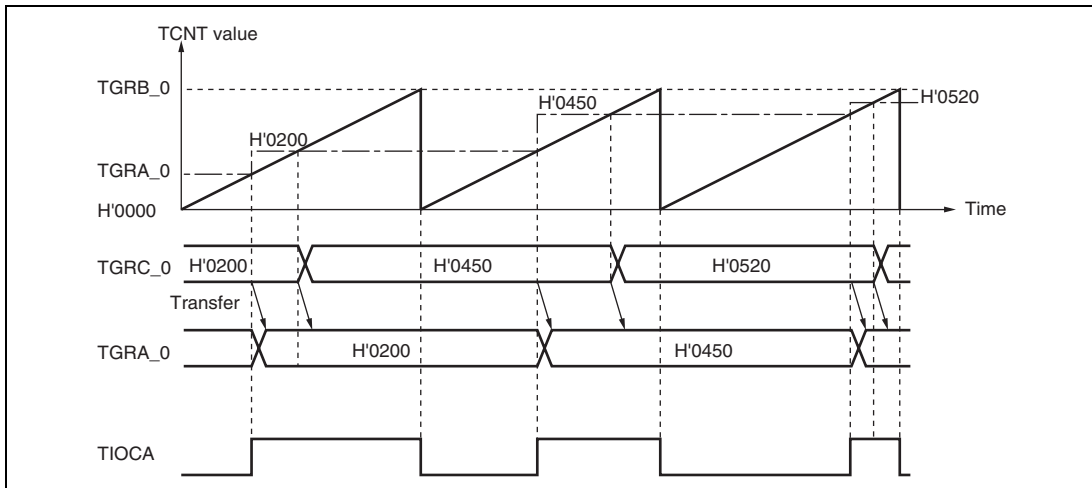 TCNT value
TGRB_0
H'0520
H'0450
H'0200
TGRA_0
H'0000
Time
TGRC_0
H'0200
H'0450
H'0520
Transfer
TGRA_0
H'0200
H'0450
TIOCA